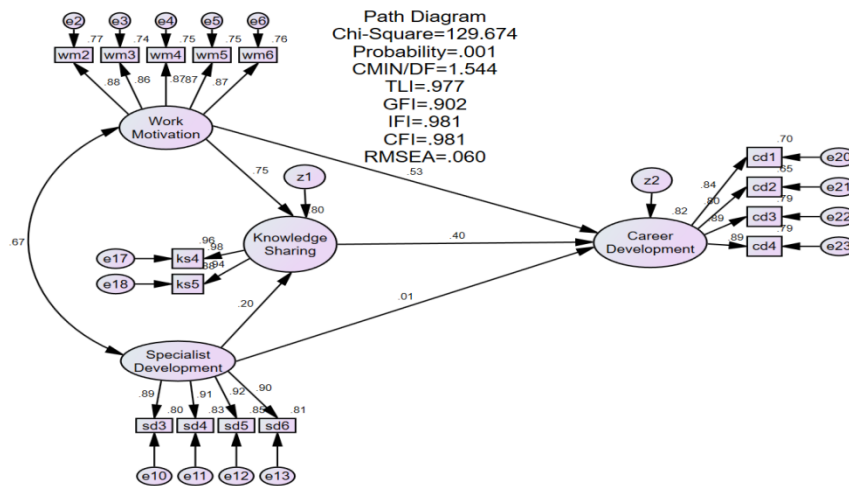 Path Diagram
Chi-Square=129.674
Probability=.001
CMIN/DF=1.544
TLI=.977
GFI=.902
IFI=.981
CFI=.981
RMSEA=.060
e2 e3 e4 e5 e6
.77 .74 .75 .75 .76
wm2 wm3 wm4 wm5 wm6
.88 .86 .87 .87 .87
Work
Motivation
.75
.53
z1
.80
.67
Knowledge
Sharing
.40
e17 ks4 .96 .98
e18 ks5 .88 .94
.20
.01
Specialist
Development
.89 .91 .92 .90
.80 .83 .85 .81
sd3 sd4 sd5 sd6
e10 e11 e12 e13
z2
.82
Career
Development
.84 .80 .89 .89
.70
cd1 e20
.65
cd2 e21
.79
cd3 e22
.79
cd4 e23